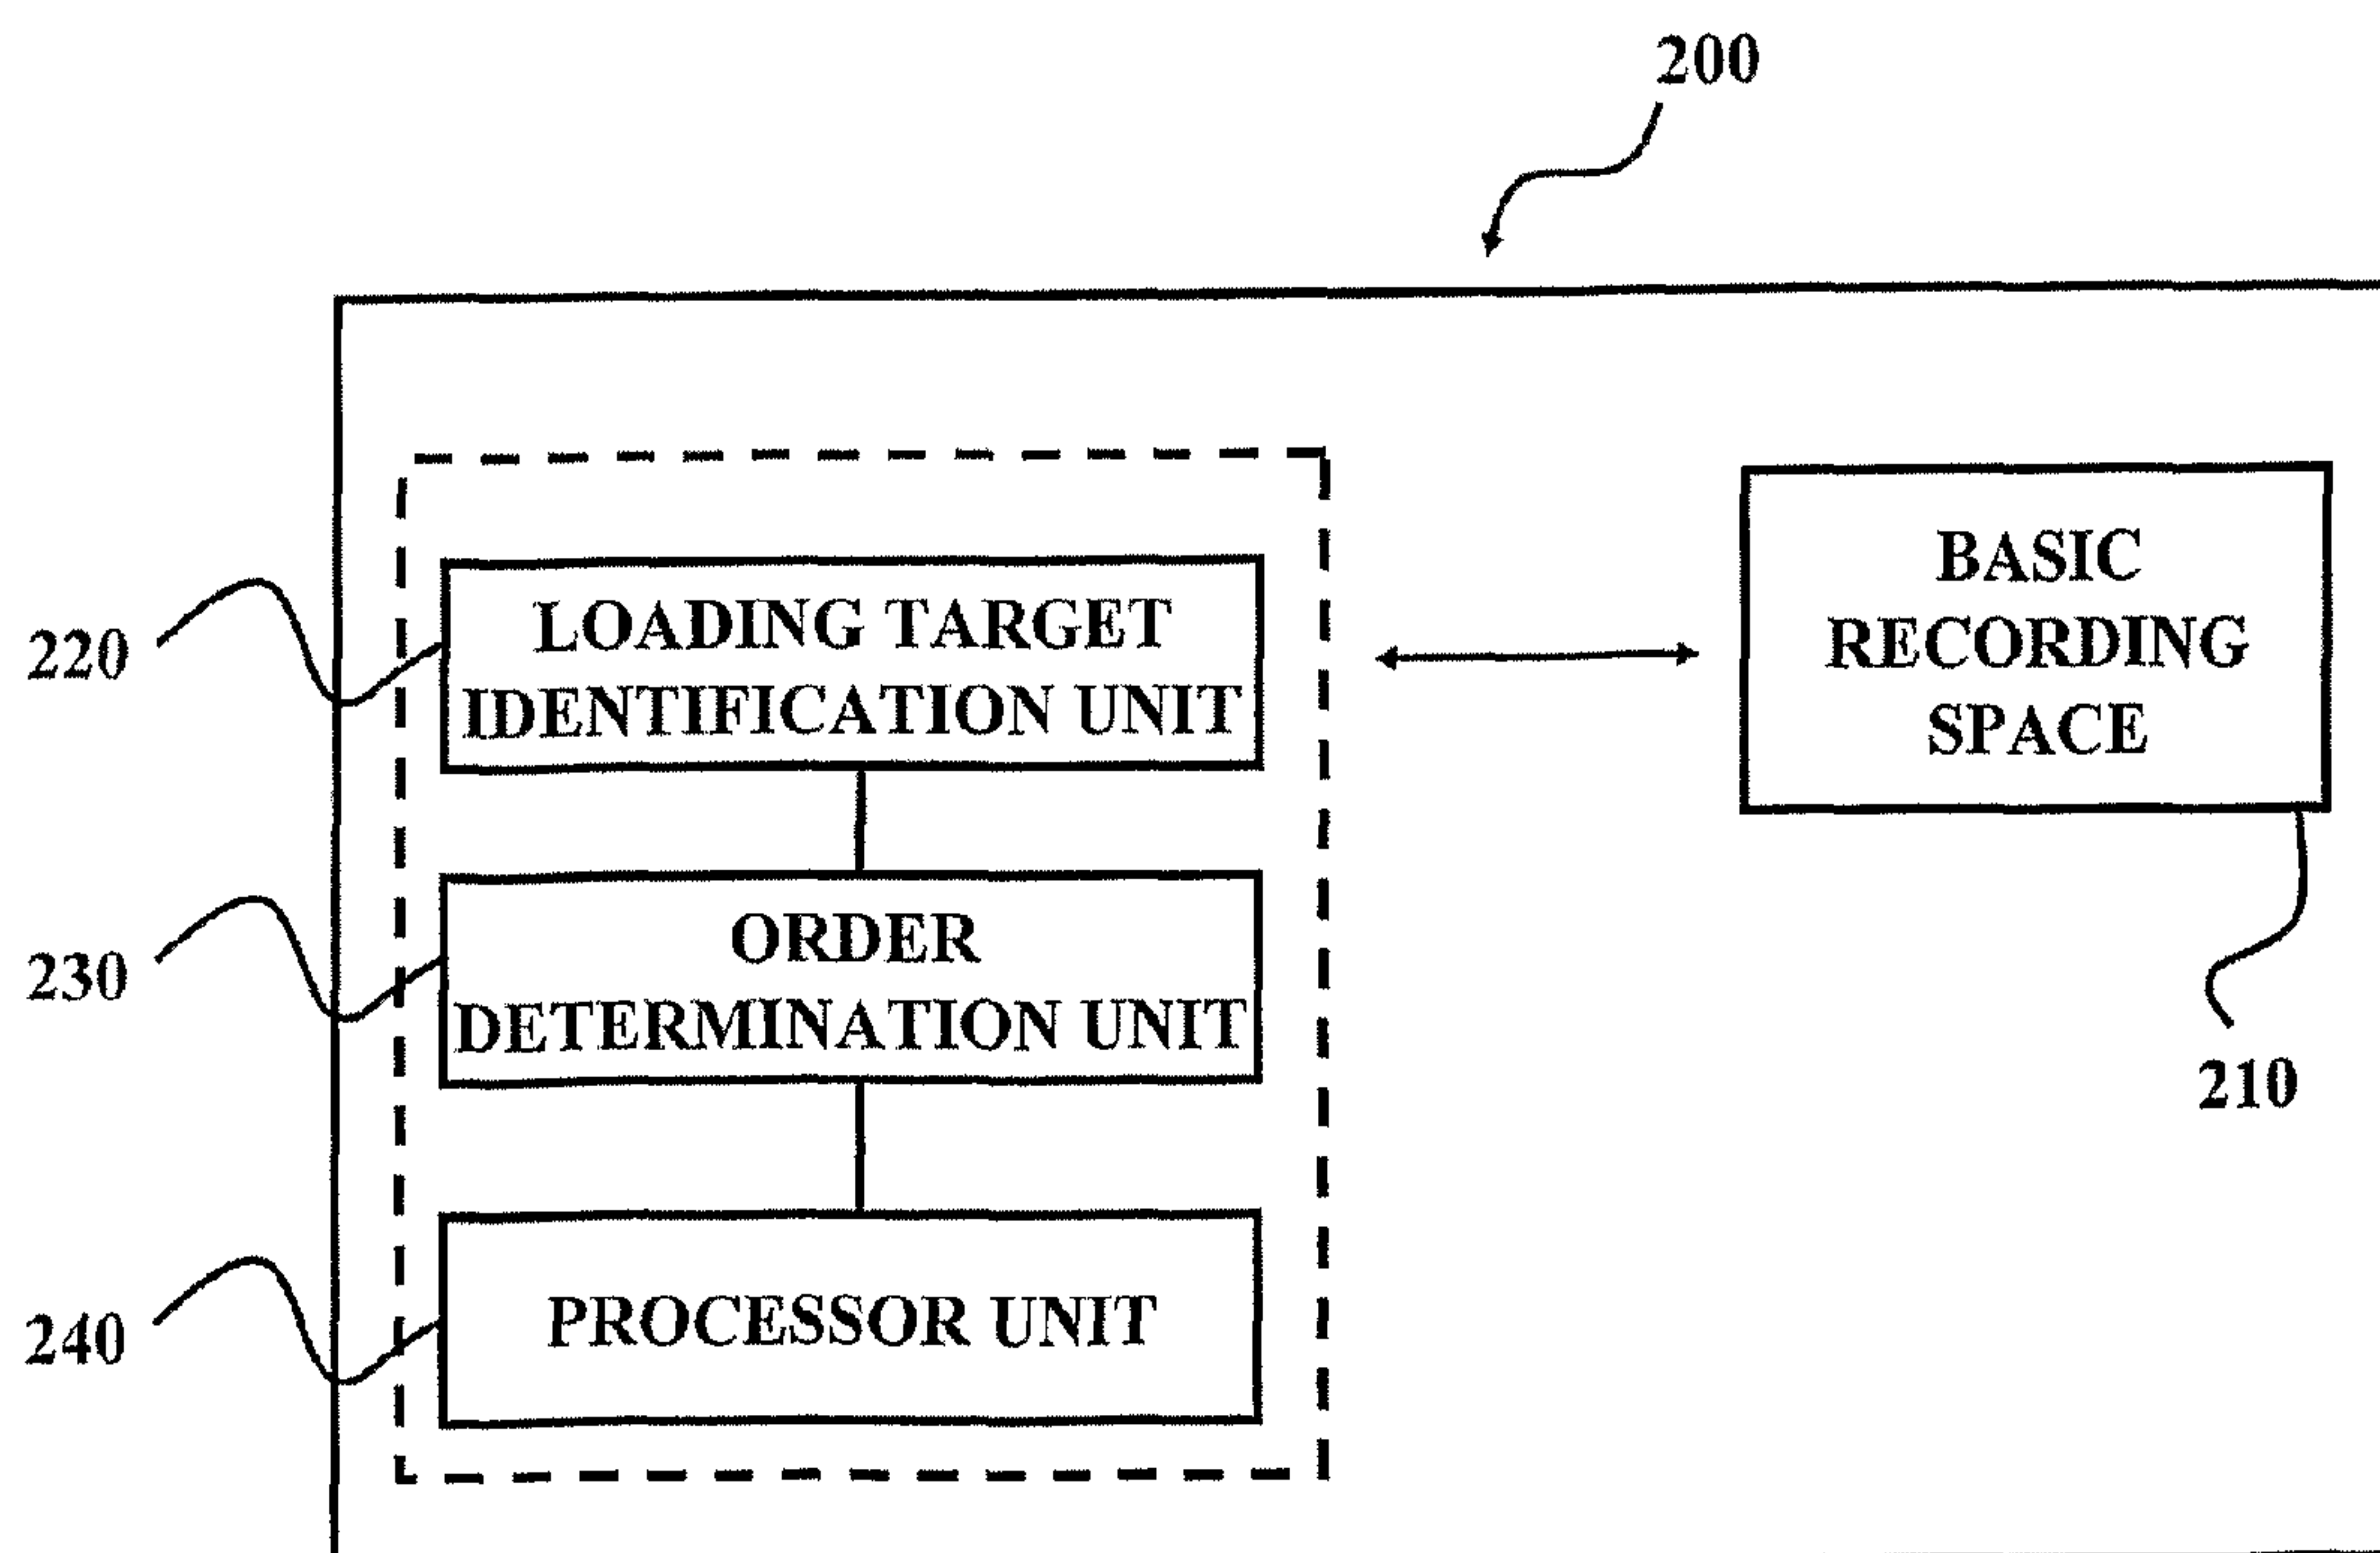 200
BASIC
RECORDING
SPACE
210
220
LOADING TARGET
IDENTIFICATION UNIT
230
ORDER
DETERMINATION UNIT
240
PROCESSOR UNIT